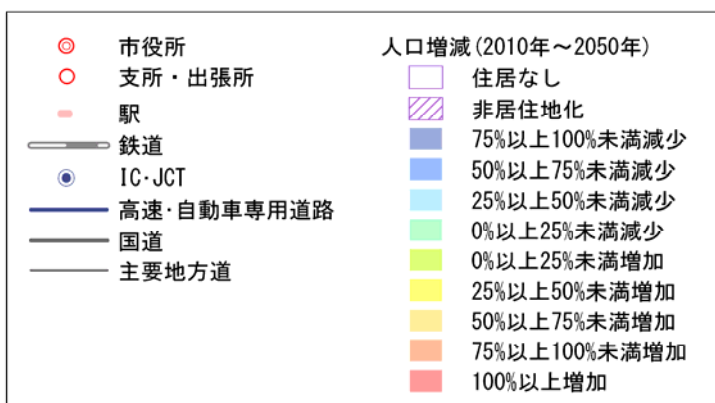 市役所
支所・出張所
駅
鉄道
IC・JCT
高速・自動車専用道路
国道
主要地方道
人口増減(2010年～2050年)
住居なし
非居住地化
75%以上100%未満減少
50%以上75%未満減少
25%以上50%未満減少
0%以上25%未満減少
0%以上25%未満増加
25%以上50%未満増加
50%以上75%未満増加
75%以上100%未満増加
100%以上増加